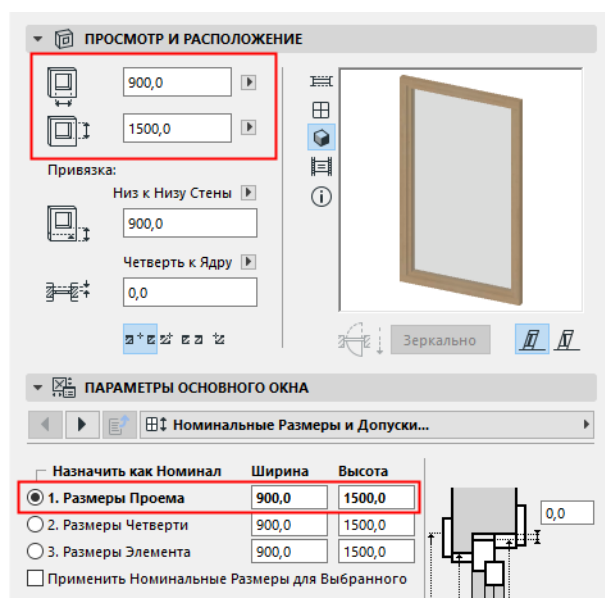 ПРОСМОТР И РАСПОЛОЖЕНИЕ
900,0
1500,0
Привязка:
Низ к Низу Стены
900,0
Четверть к Ядру
0,0
Зеркально
ПАРАМЕТРЫ ОСНОВНОГО ОКНА
Номинальные Размеры и Допуски...
Назначить как Номинал Ширина Высота
1. Размеры Проема 900,0 1500,0
0,0
2. Размеры Четверти 900,0 1500,0
3. Размеры Элемента 900,0 1500,0
Применить Номинальные Размеры для Выбранного